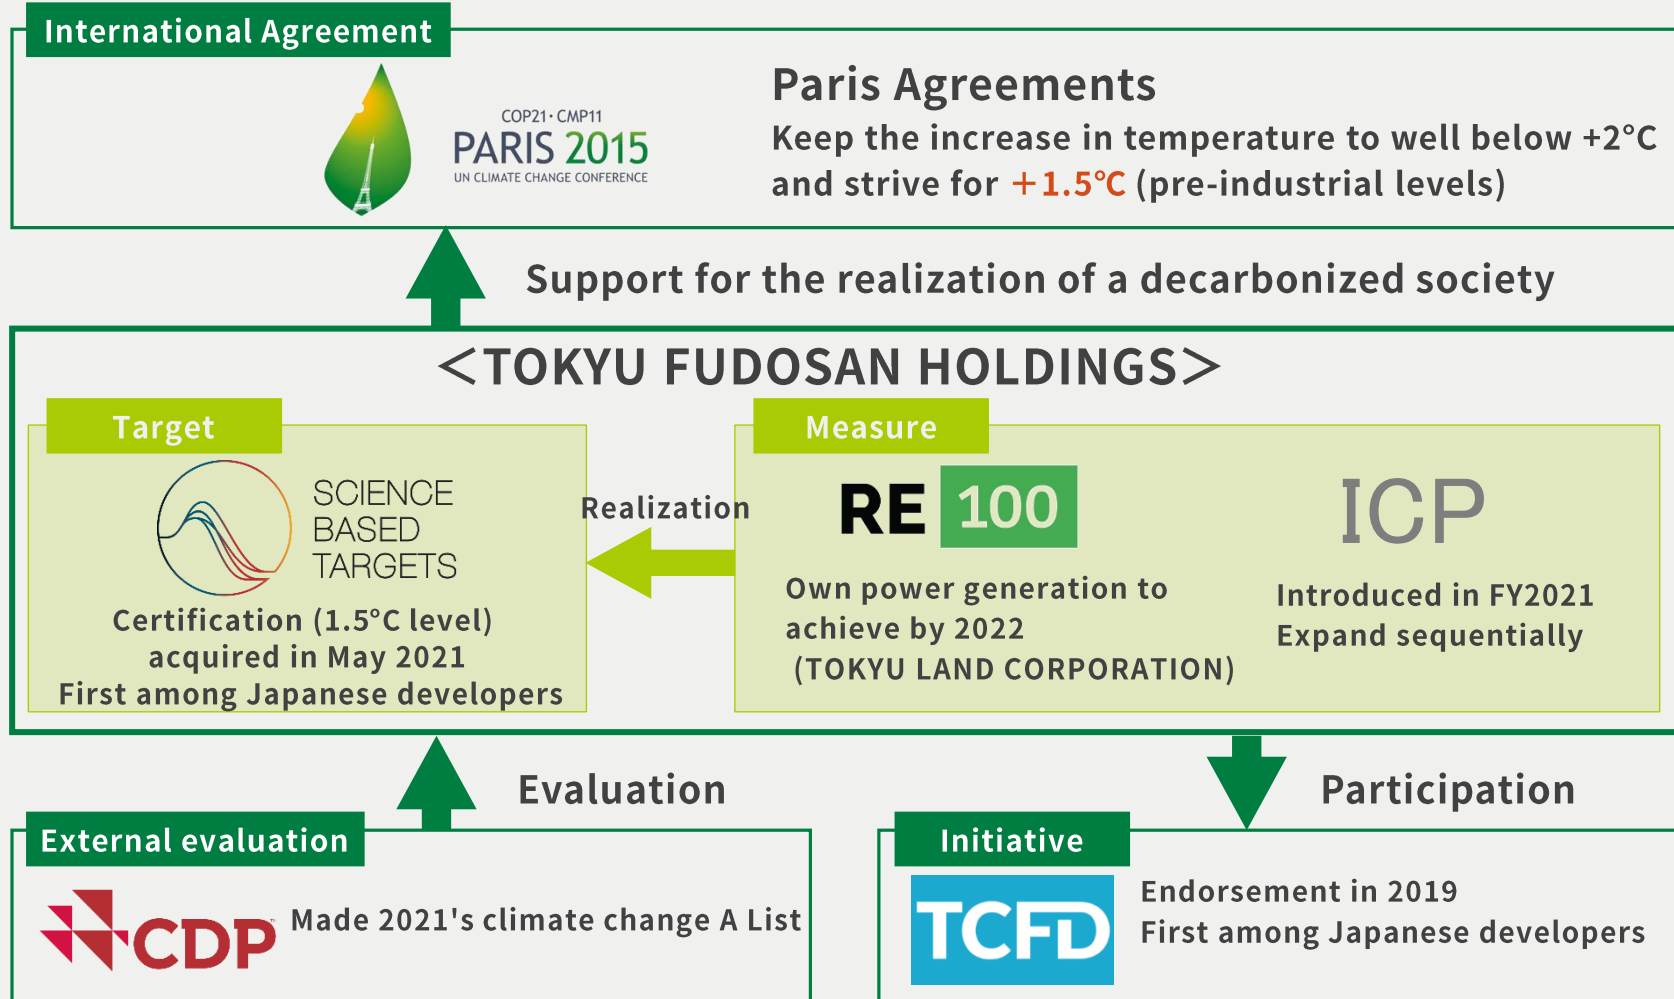 International Agreement
COP21・CMP11
PARIS 2015
UN CLIMATE CHANGE CONFERENCE
Paris Agreements
Keep the increase in temperature to well below +2°C
and strive for ＋1.5℃ (pre-industrial levels)
Support for the realization of a decarbonized society
＜TOKYU FUDOSAN HOLDINGS＞
Target
SCIENCE
BASED
TARGETS
Certification (1.5°C level)
acquired in May 2021
First among Japanese developers
Realization
Measure
RE 100
Own power generation to
achieve by 2022
(TOKYU LAND CORPORATION)
ICP
Introduced in FY2021
Expand sequentially
Evaluation
Participation
External evaluation
CDP
Made 2021's climate change A List
Initiative
TCFD
Endorsement in 2019
First among Japanese developers